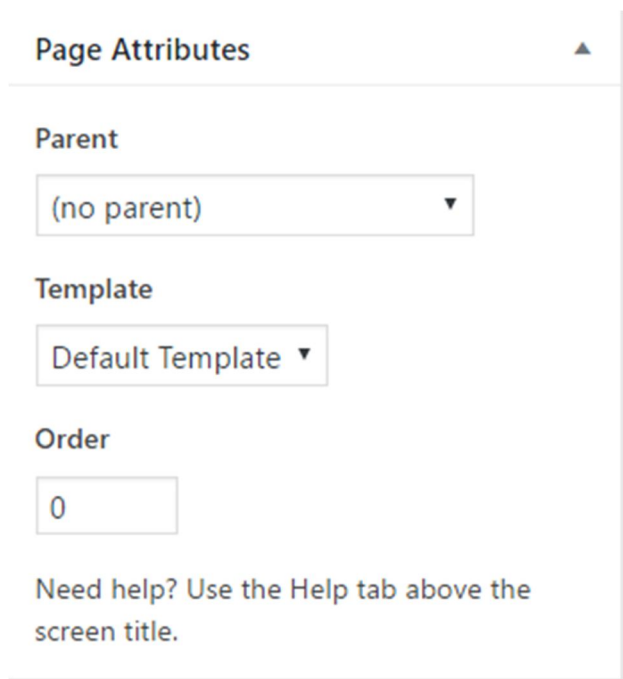 Page Attributes
Parent
(no parent)
Template
Default Template
Order
0
Need help? Use the Help tab above the
screen title.